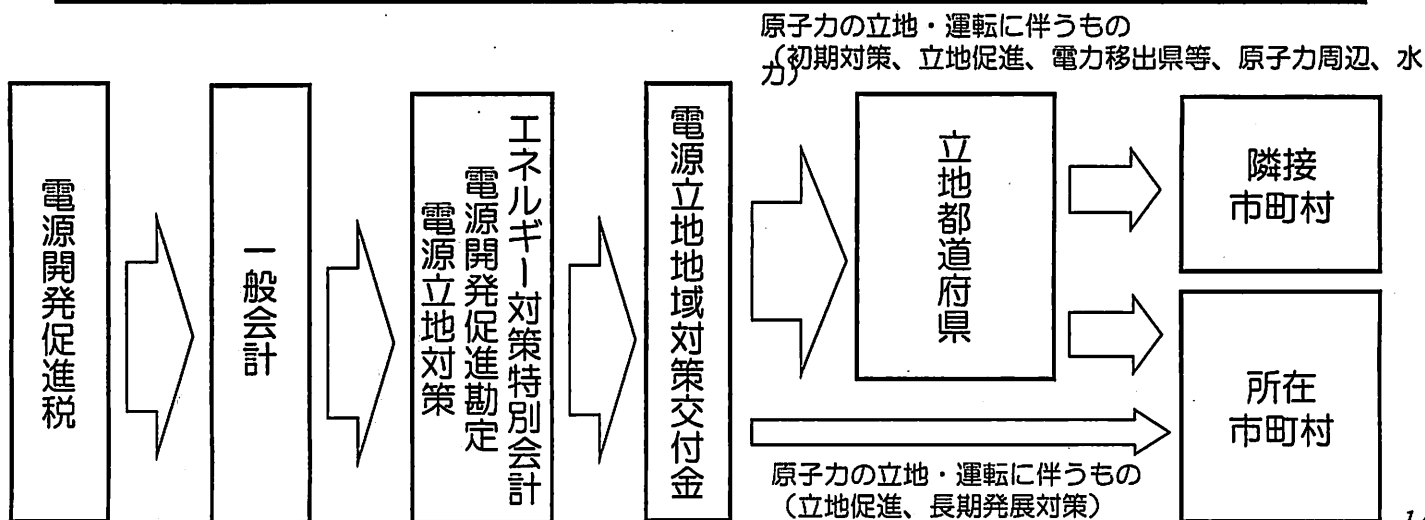 原子力の立地・運転に伴うもの
(初期対策、立地促進、電力移出県等、原子力周辺、水
力)
電源開発促進税
一般会計
エネルギー対策特別会計
電源開発促進勘定
電源立地対策
電源立地地域対策交付金
立地都道府県
隣接
市町村
所在
市町村
原子力の立地・運転に伴うもの
(立地促進、長期発展対策)